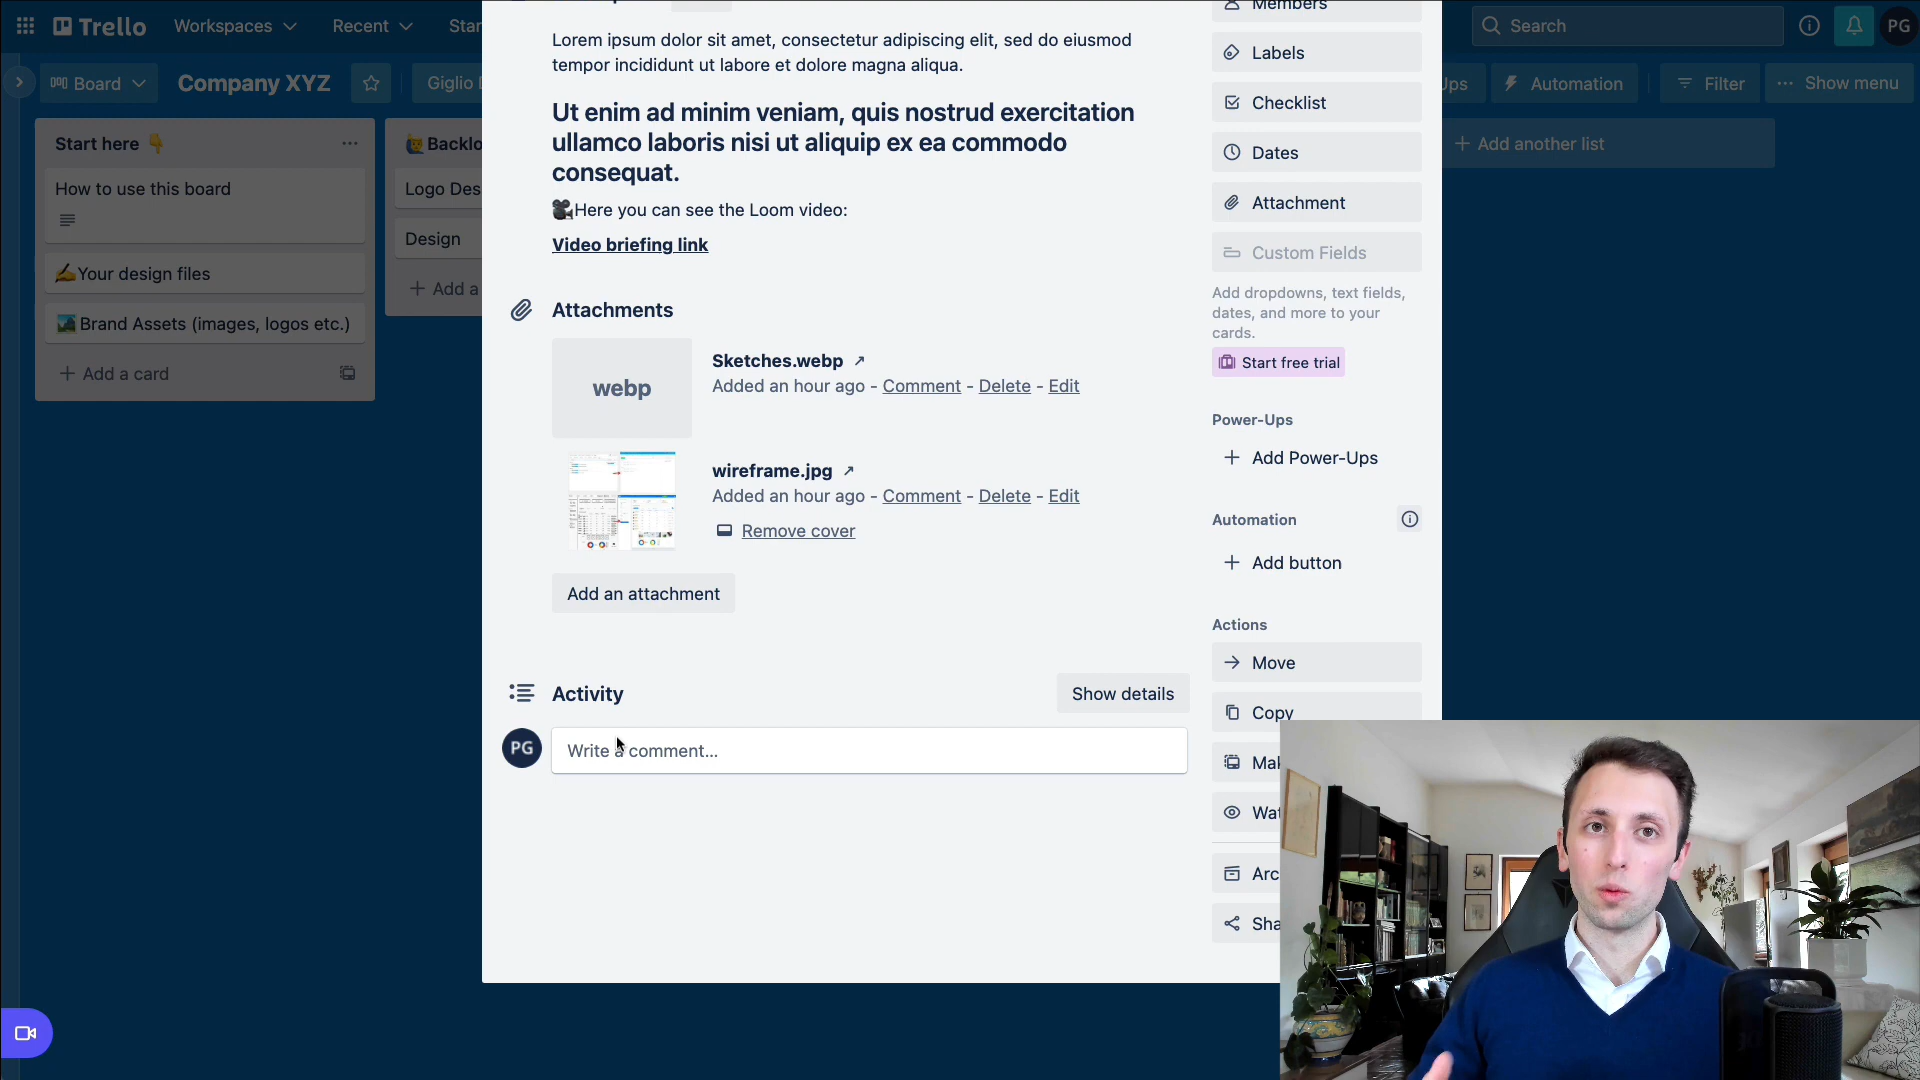 Trello
Workspaces
Recent
Search
PG
Board
Company XYZ
Giglio
Automation
Filter
Show menu
Start here 👇
How to use this board
✍️Your design files
🏞️Brand Assets (images, logos etc.)
+ Add a card
Logo Des
Design
+ Add a
+ Add another list
Lorem ipsum dolor sit amet, consectetur adipiscing elit, sed do eiusmod
tempor incididunt ut labore et dolore magna aliqua.
Ut enim ad minim veniam, quis nostrud exercitation
ullamco laboris nisi ut aliquip ex ea commodo
consequat.
🎥Here you can see the Loom video:
Video briefing link
Attachments
webp
Sketches.webp ↗
Added an hour ago - Comment - Delete - Edit
wireframe.jpg ↗
Added an hour ago - Comment - Delete - Edit
Remove cover
Add an attachment
Activity
Show details
PG
Write a comment...
Members
Labels
Checklist
Dates
Attachment
Custom Fields
Add dropdowns, text fields,
dates, and more to your
cards.
Start free trial
Power-Ups
+ Add Power-Ups
Automation
+ Add button
Actions
→ Move
Copy
Mak
Wat
Arc
Sha